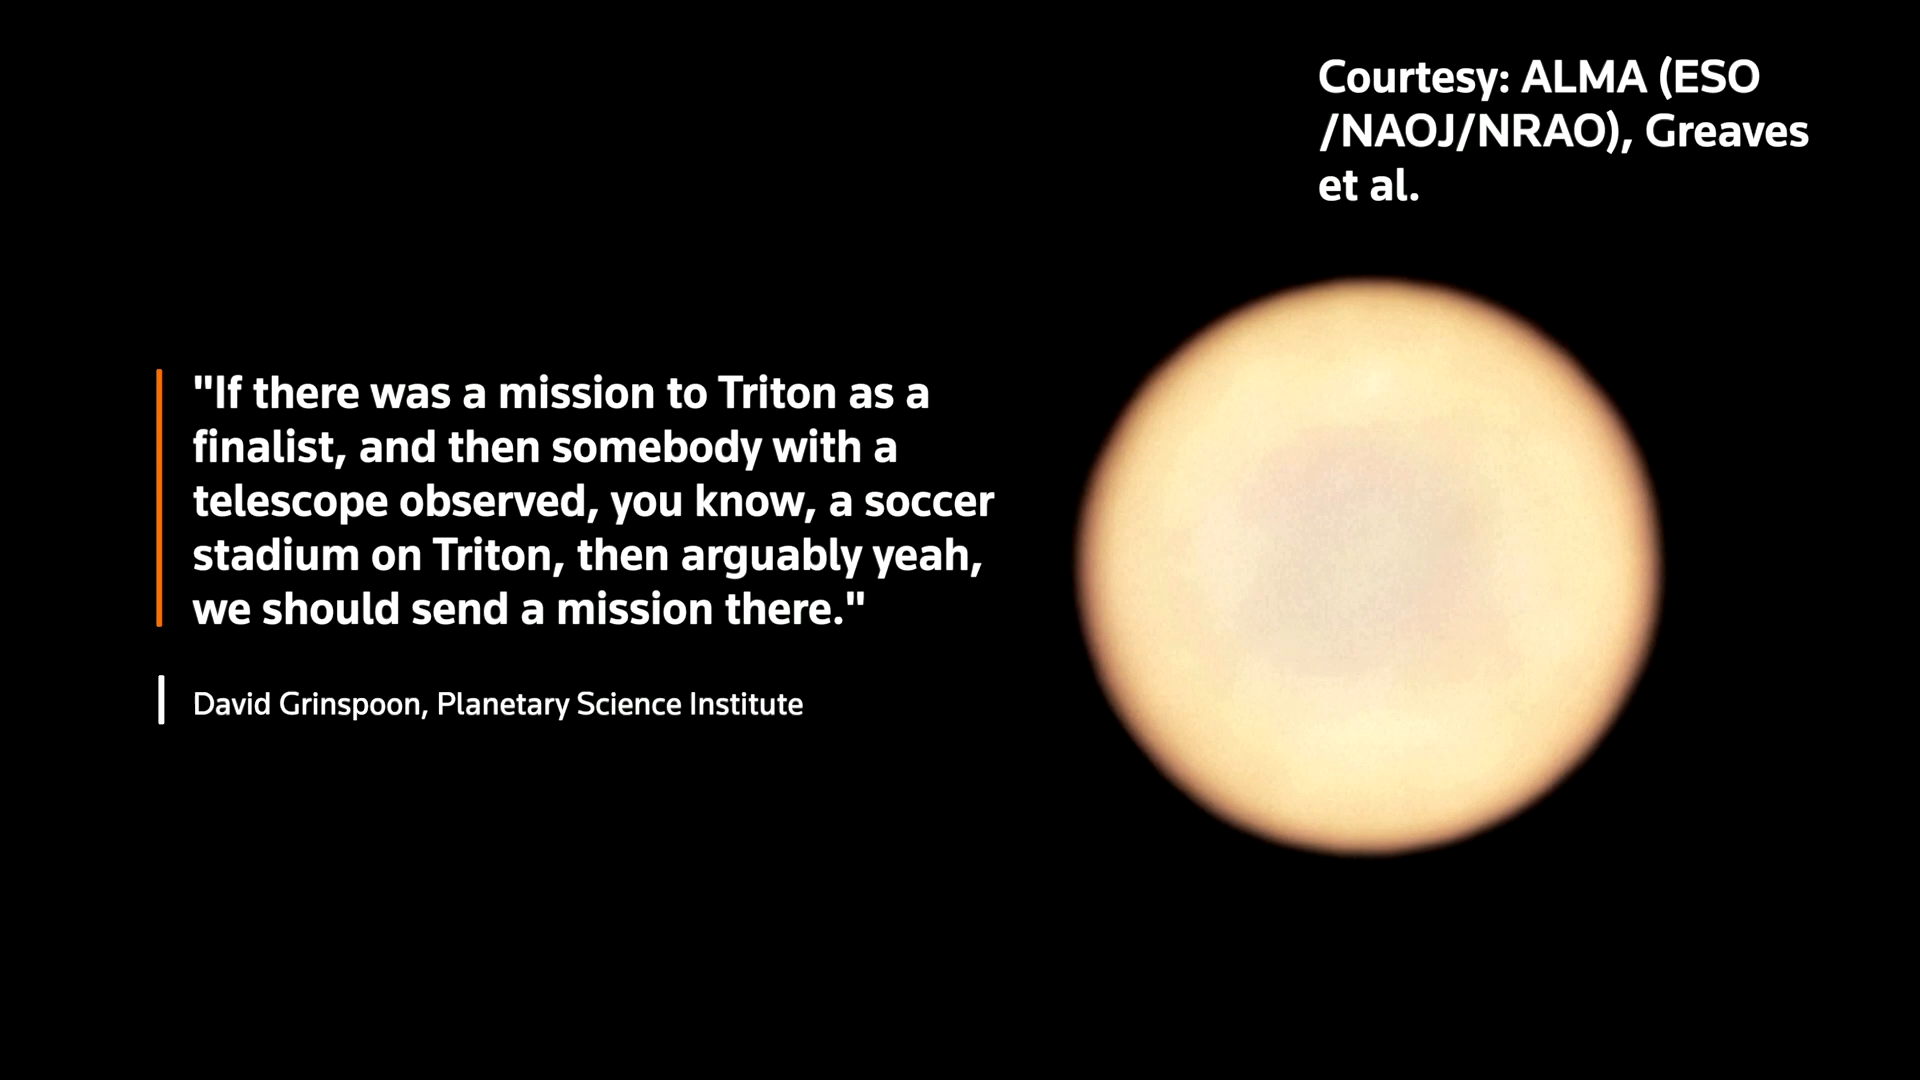 Courtesy: ALMA (ESO
/NAOJ/NRAO), Greaves
et al.
"If there was a mission to Triton as a
finalist, and then somebody with a
telescope observed, you know, a soccer
stadium on Triton, then arguably yeah,
we should send a mission there."
David Grinspoon, Planetary Science Institute